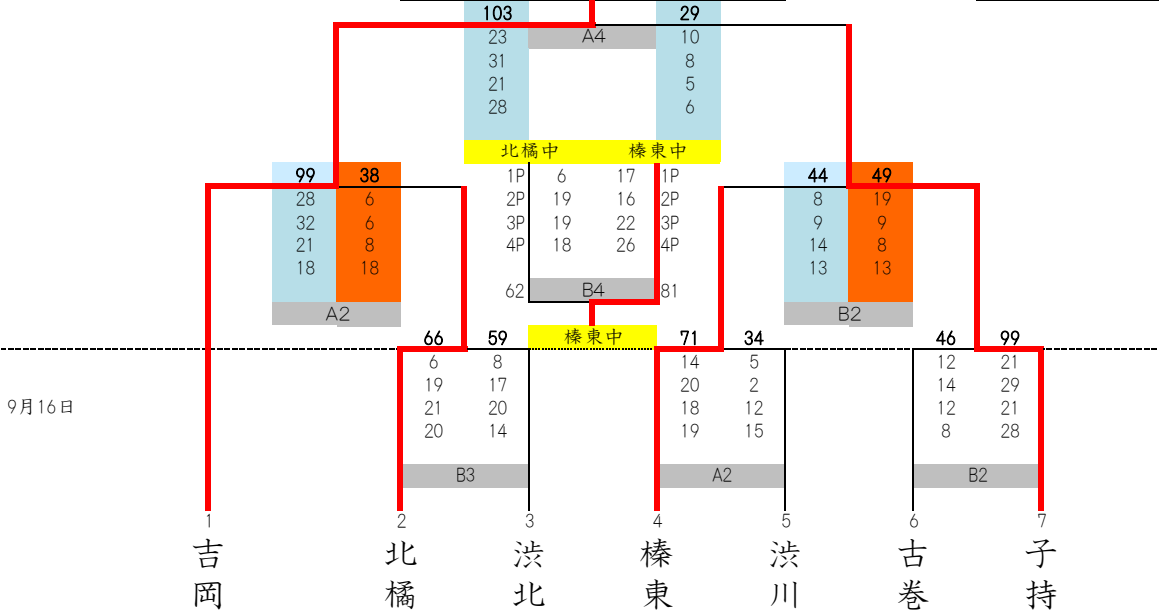 103 29
23 A4 10
31 8
21 5
28 6
北橘中 榛東中
99 38 1P 6 17 1P 44 49
28 6 2P 19 16 2P 8 19
32 6 3P 19 22 3P 9 9
21 8 4P 18 26 4P 14 8
18 18 13 13
62 B4 81
A2 B2
66 59 榛東中 71 34 46 99
6 8 14 5 12 21
19 17 20 2 14 29
9月16日 21 20 18 12 12 21
20 14 19 15 8 28
B3 A2 B2
1 2 3 4 5 6 7
吉岡 北橘 渋北 榛東 渋川 古巻 子持